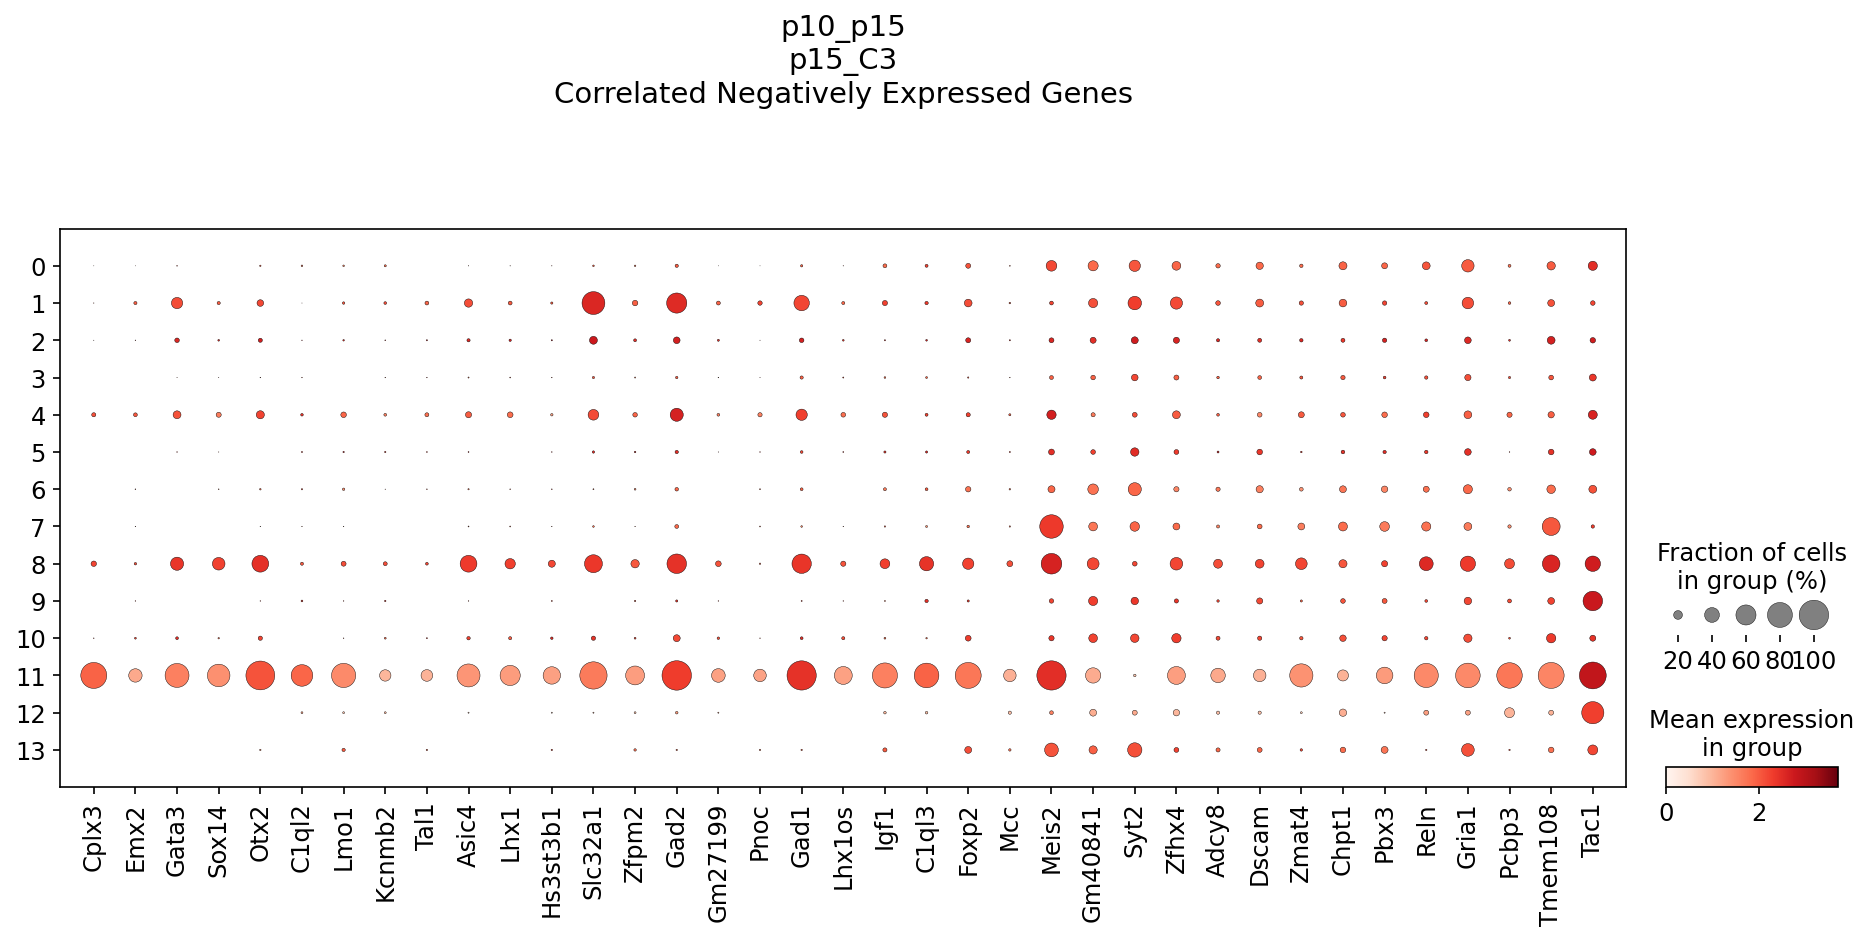 p10_p15
p15_C3
Correlated Negatively Expressed Genes
0
1
2
3
4
5
6
7
8
9
10
11
12
13
Cplx3
Emx2
Gata3
Sox14
Otx2
C1ql2
Lmo1
Kcnmb2
Tal1
Asic4
Lhx1
Hs3st3b1
Slc32a1
Zfpm2
Gad2
Gm27199
Pnoc
Gad1
Lhx1os
Igf1
C1ql3
Foxp2
Mcc
Meis2
Gm40841
Syt2
Zfhx4
Adcy8
Dscam
Zmat4
Chpt1
Pbx3
Reln
Gria1
Pcbp3
Tmem108
Tac1
Fraction of cells
in group (%)
20 40 60 80 100
Mean expression
in group
0 2